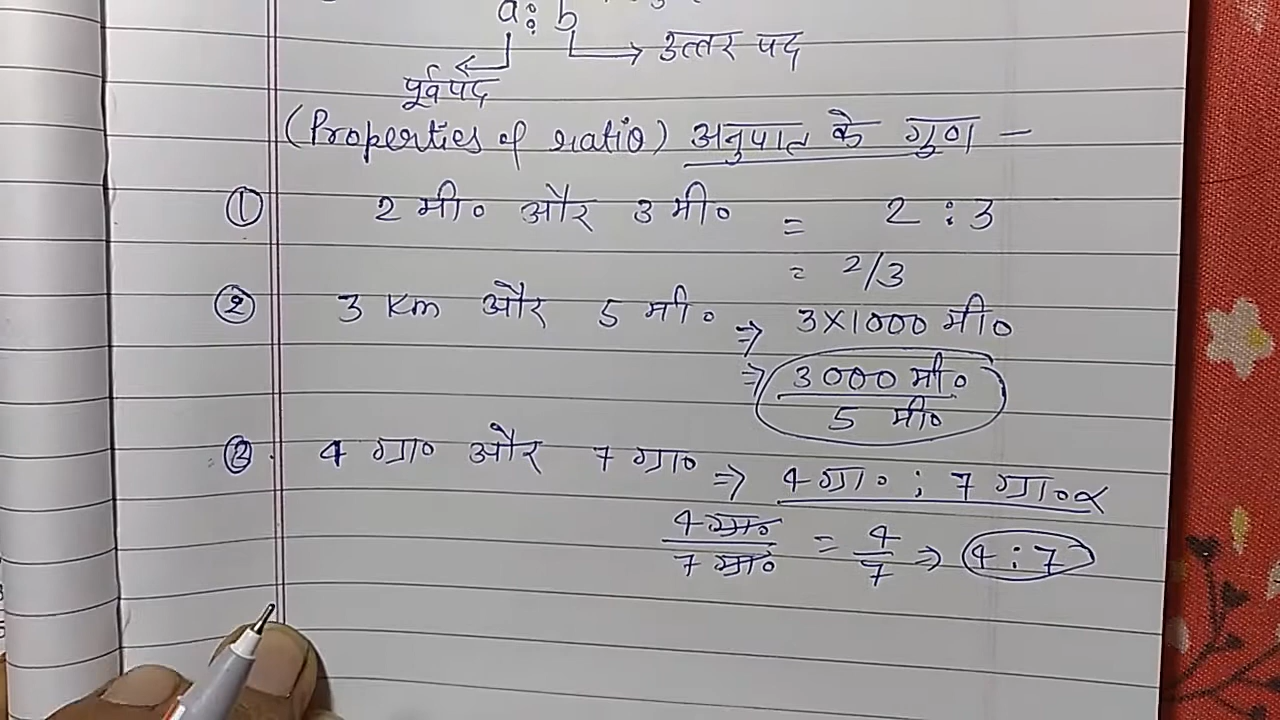 a : b
→ उत्तर पद
पूर्वपद
(Properties of ratio) अनुपात के गुण –
① 2 मी० और 3 मी० = 2 : 3
= 2/3
② 3 Km और 5 मी० ⇒ 3×1000 मी०
⇒ 3000 मी०
5 मी०
③ 4 ग्रा० और 7 ग्रा० ⇒ 4 ग्रा० : 7 ग्रा०
4 ग्रा० / 7 ग्रा० = 4/7 ⇒ 4 : 7